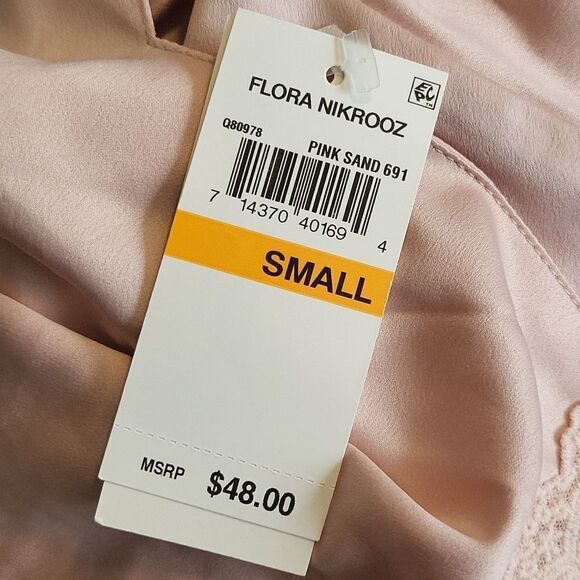 FLORA NIKROOZ
Q80978
PINK SAND 691
7 14370 40169 4
SMALL
MSRP $48.00